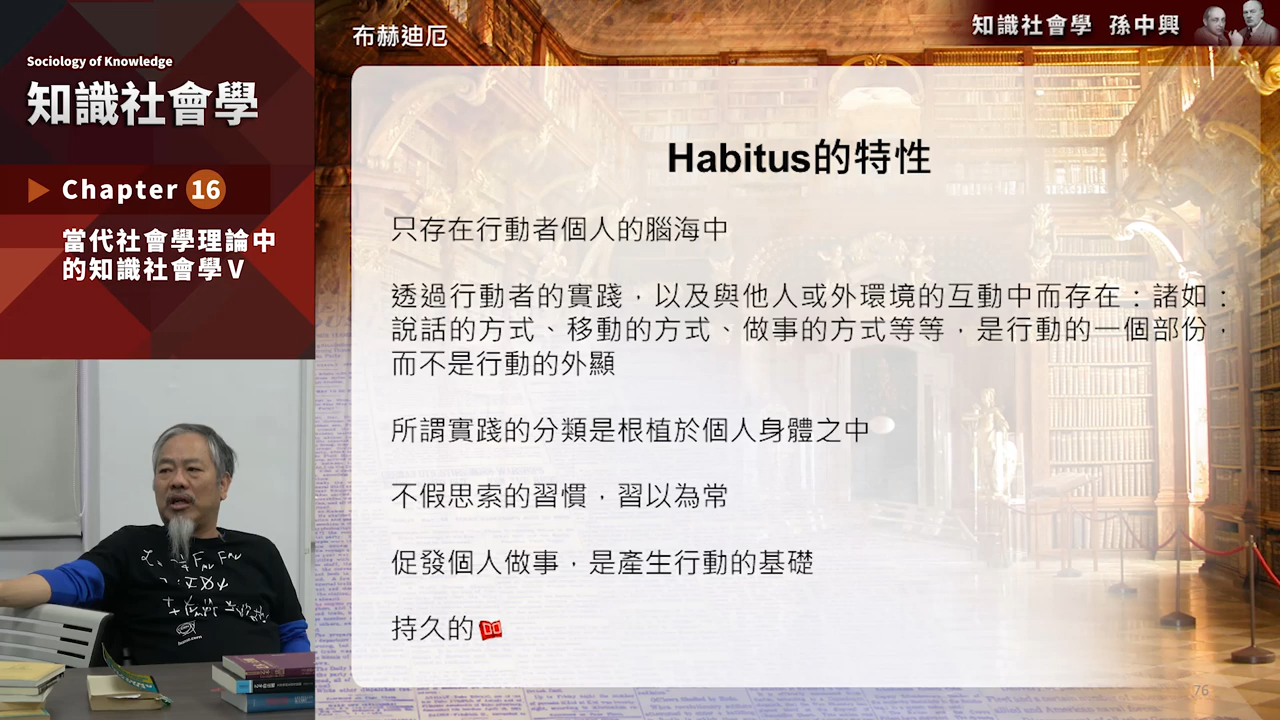 Sociology of Knowledge
知識社會學
Chapter 16
當代社會學理論中
的知識社會學 V
布赫迪厄
知識社會學 孫中興
Habitus的特性
只存在行動者個人的腦海中
透過行動者的實踐，以及與他人或外環境的互動中而存在：諸如：
說話的方式、移動的方式、做事的方式等等，是行動的一個部份，
而不是行動的外顯
所謂實踐的分類是根植於個人身體之中
不假思索的習慣，習以為常
促發個人做事，是產生行動的基礎
持久的
76